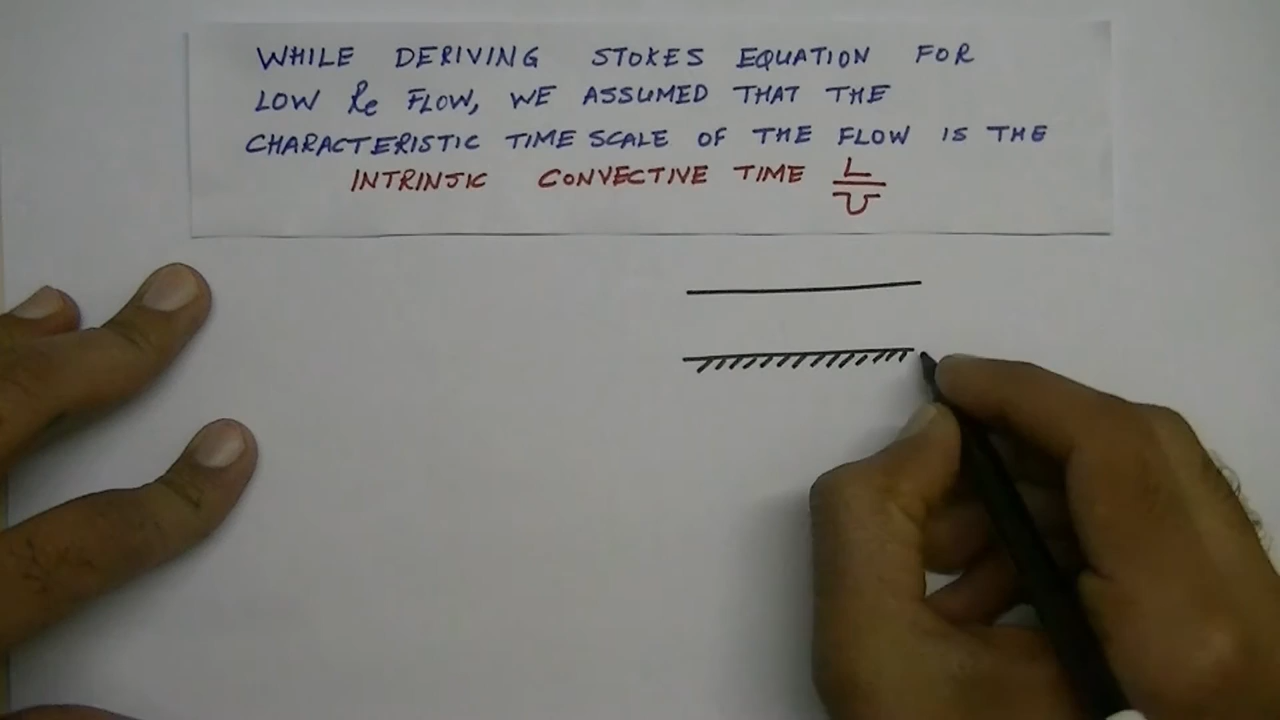 WHILE DERIVING STOKES EQUATION FOR
LOW Re FLOW, WE ASSUMED THAT THE
CHARACTERISTIC TIME SCALE OF THE FLOW IS THE
INTRINSIC CONVECTIVE TIME L/U